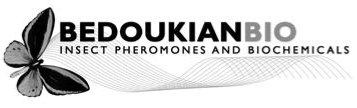 BEDOUKIANBIO
INSECT PHEROMONES AND BIOCHEMICALS